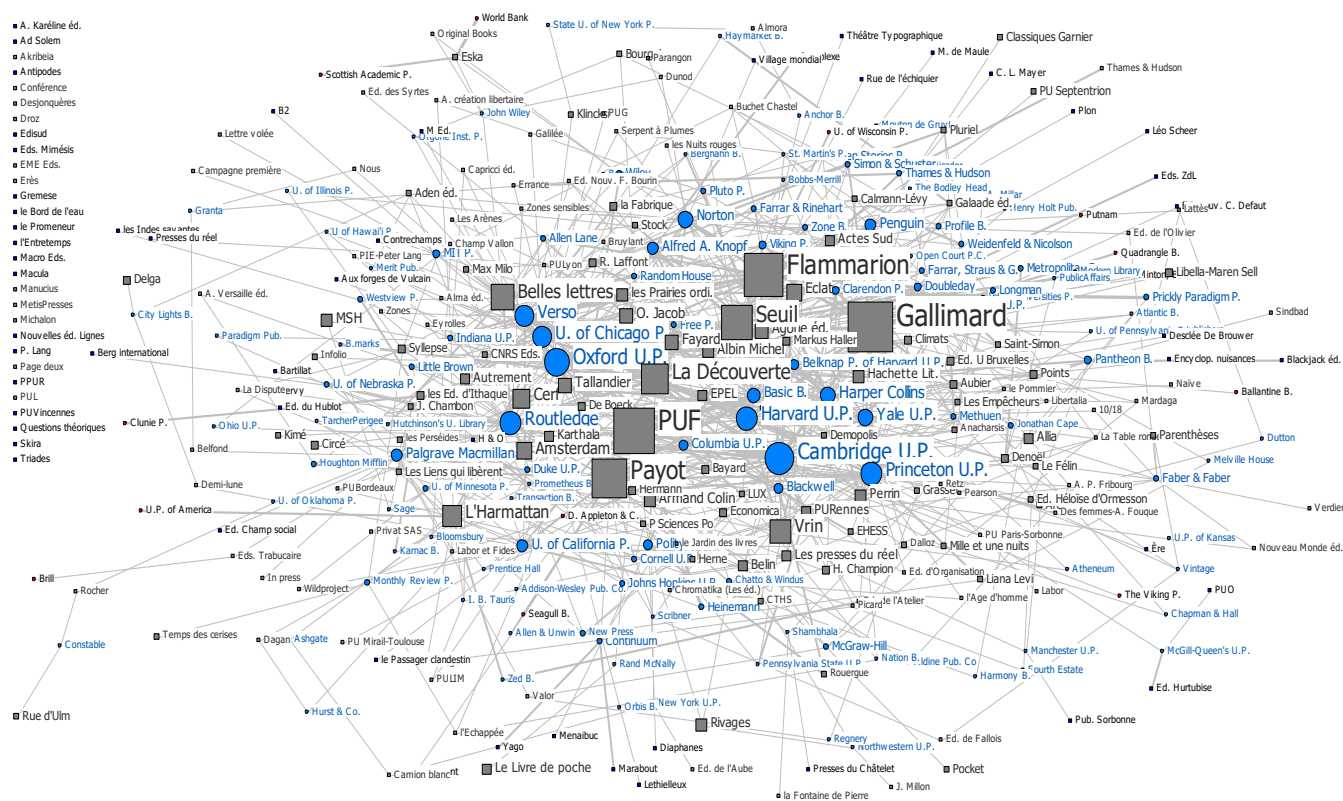 A. Karéline éd.
Ad Solem
Akribeia
Antipodes
Conférence
Desjonquères
Droz
Edisud
Eds. Mimésis
EME Eds.
Erès
Gremese
le Bord de l'eau
le Promeneur
l'Entretemps
Macro Eds.
Macula
Manucius
MetisPresses
Michalon
Nouvelles éd. Lignes
P. Lang
Page deux
PPUR
PUL
PUVincennes
Questions théoriques
Skira
Triades
World Bank
Original Books
State U. of New York P.
Almora
Haymarket B.
Théâtre Typographique
Classiques Garnier
Eska
Parangon
Village mondial
M. de Maule
Scottish Academic P.
Dunod
Rue de l'échiquier
C. L. Mayer
Thames & Hudson
Ed. des Syrtes
A. création libertaire
PU Septentrion
B2
John Wiley
PUG
Buchet Chastel
Anchor B.
Plon
Lettre volée
Galilée
Serpent à Plumes
U. of Wisconsin P.
Pluriel
Léo Scheer
les Nuits rouges
Bergahn B.
St. Martin's P.
Simon & Schuster
Campagne première
Nous
Capricci éd.
Thames & Hudson
Eds. ZdL
U. of Illinois P.
Aden éd.
Errance
Ed. Nouv. F. Bourin
Pluto P.
Bobbs-Merrill
The Bodley Head
Calmann-Lévy
Galaade éd.
Henry Holt Pub.
Granta
Zones sensibles
la Fabrique
Norton
Farrar & Rinehart
Penguin
Putnam
Lattès
Les Arènes
Stock
Zone B.
Profile B.
Ed. de l'Olivier
les Indes savantes
Presses du réel
U of Hawai'i P.
Contrechamps
Champ Vallon
Allen Lane
Bruylant
Alfred A. Knopf
Viking P.
Actes Sud
Weidenfeld & Nicolson
Quadrangle B.
PIE-Peter Lang
MIT P.
PULyon
R. Laffont
Flammarion
Open Court P.C.
Delga
Merit Pub.
Max Milo
Random House
Farrar, Straus & G.
Libella-Maren Sell
Aux forges de Vulcain
PublicAffairs
A. Versaille éd.
Westview P.
Alma éd.
Belles lettres
les Prairies ordi.
Eclat
Clarendon P.
Doubleday
Longman
Prickly Paradigm P.
City Lights B.
MSH
Zones
Verso
O. Jacob
Seuil
Gallimard
Atlantic B.
Sindbad
Eyrolles
Free P.
Agone éd.
Paradigm Pub.
B.marks
Indiana U.P.
U. of Chicago P.
Fayard
Markus Haller
Climats
Saint-Simon
Desclée De Brouwer
Berg international
Infolio
Syllepse
CNRS Eds.
Albin Michel
Bartillat
Little Brown
Oxford U.P.
Belknap P. of Harvard U.P.
Ed. U Bruxelles
Pantheon B.
Encyclop. nuisances
Blackjack éd.
La Découverte
Hachette Lit.
Points
U. of Nebraska P.
Autrement
Tallandier
Aubier
le Pommier
Naïve
Ballantine B.
les Ed. d'Ithaque
Cerf
EPEL
Basic B.
Harper Collins
Les Empêcheurs
Libertalia
Mardaga
Ed. du Hublot
J. Chambon
De Boeck
10/18
Clunie P.
Ohio U.P.
TarcherPerigee
Hutchinson's U. Library
Routledge
PUF
Harvard U.P.
Yale U.P.
Methuen
Jonathan Cape
Anacharsis
Kimé
les Perséides
H & O
Karthala
Demopolis
Allia
Parenthèses
Dutton
Belfond
Circé
Palgrave Macmillan
Amsterdam
Columbia U.P.
Cambridge U.P.
Denoël
Melville House
Houghton Mifflin
Les Liens qui libèrent
Duke U.P.
Payot
Bayard
Princeton U.P.
Le Félin
Demi-lune
PUBordeaux
U. of Minnesota P.
Prometheus B.
Hermann
LUX
Blackwell
Retz
Faber & Faber
A. P. Fribourg
U. of Oklahoma P.
Transaction B.
Armand Colin
Perrin
Grasset
Pearson
Ed. Héloïse d'Ormesson
U.P. of America
Sage
L'Harmattan
D. Appleton & C.
Economica
PURennes
Des femmes-A. Fouque
Verdier
Ed. Champ social
Privat SAS
Bloomsbury
P Sciences Po
Vrin
EHESS
PU Paris-Sorbonne
U.P. of Kansas
Eds. Trabucaire
Karnac B.
Labor et Fides
U. of California P.
Polity
le Jardin des livres
Dalloz
Mille et une nuits
Ère
Nouveau Monde éd.
Cornell U.P.
Herne
Les presses du réel
Brill
In press
Prentice Hall
Belin
H. Champion
Ed. d'Organisation
Atheneum
Vintage
Rocher
Wildproject
Monthly Review P.
Addison-Wesley Pub. Co.
Johns Hopkins U.P.
Chatto & Windus
Liana Levi
Chromatika (Les éd.)
Labor
The Viking P.
PUO
I. B. Tauris
CTHS
l'Age d'homme
Seagull B.
Heinemann
Picard
Scribner
Chapman & Hall
Temps des cerises
Dagan
Ashgate
PU Mirail-Toulouse
Allen & Unwin
New Press
Continuum
Shambhala
Constable
McGraw-Hill
Manchester U.P.
McGill-Queen's U.P.
le Passager clandestin
Rand McNally
Pennsylvania State U.P.
Nation B.
Fourth Estate
PULIM
Zed B.
Rouergue
Harmony B.
Ed. Hurtubise
Valor
Rue d'Ulm
Hurst & Co.
Orbis B.
New York U.P.
Rivages
Pub. Sorbonne
l'Echappée
Menaibuc
Yago
Diaphanes
Regnery
Northwestern U.P.
Ed. de Fallois
Camion blanc
Le Livre de poche
Marabout
Ed. de l'Aube
Presses du Châtelet
Pocket
Lethielleux
J. Millon
la Fontaine de Pierre